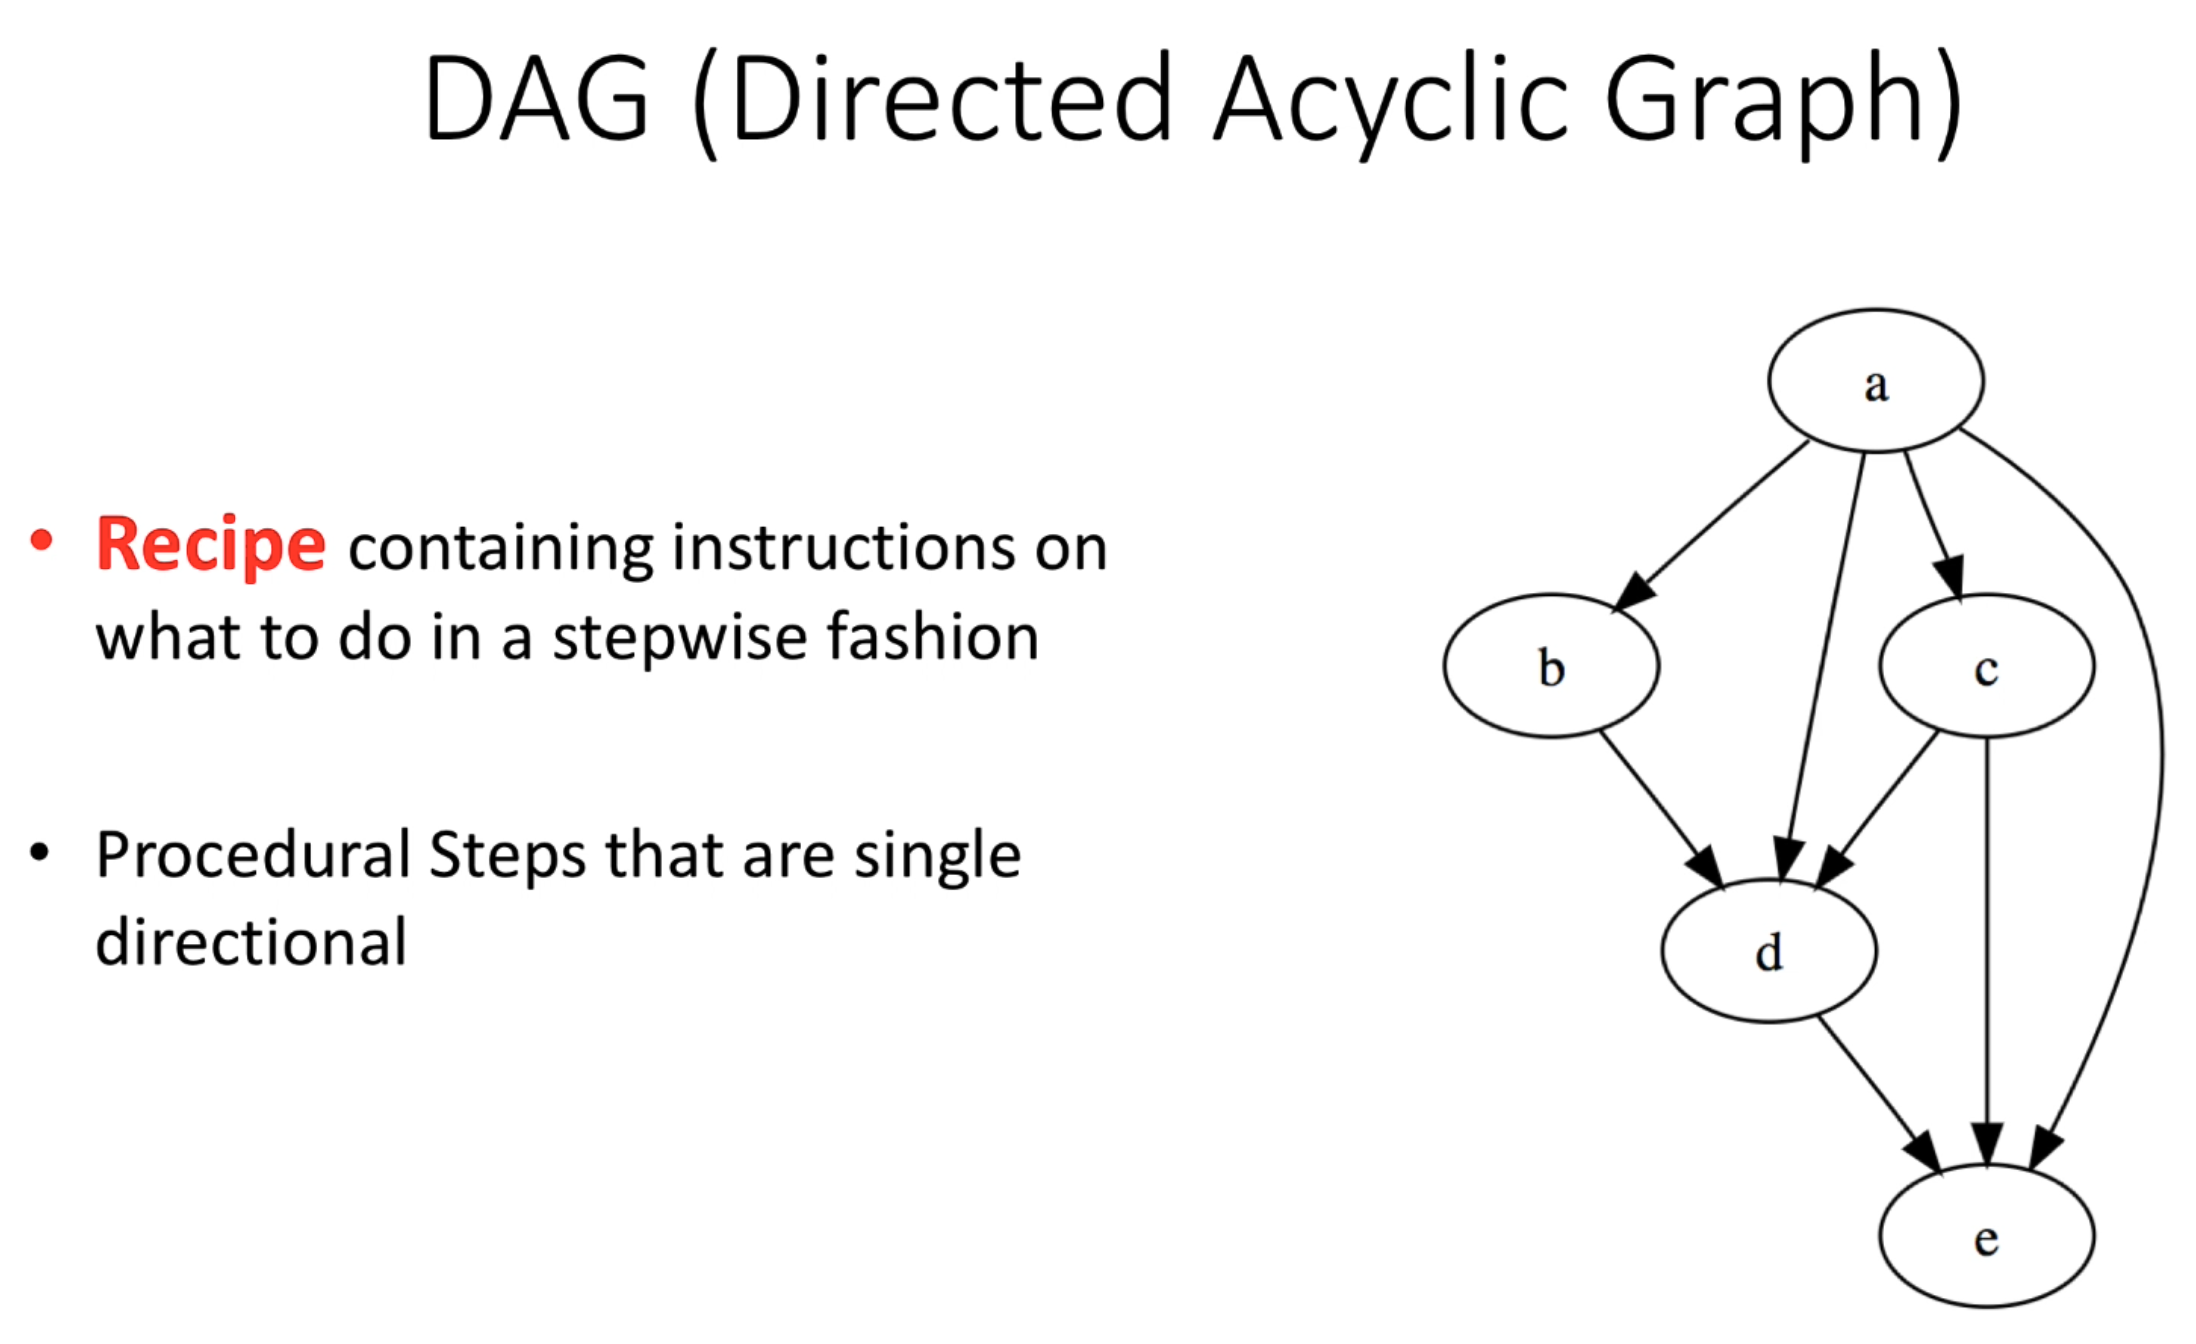 DAG (Directed Acyclic Graph)
• Recipe containing instructions on
what to do in a stepwise fashion
• Procedural Steps that are single
directional
a
b
c
d
e